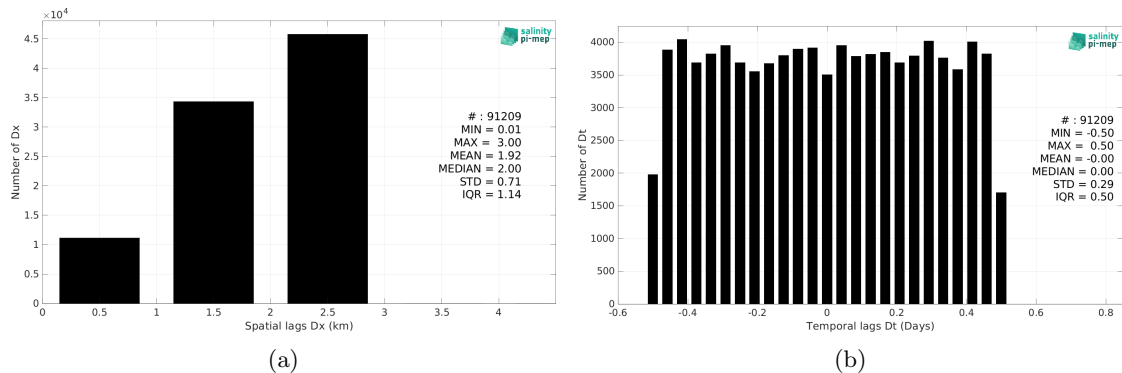 ×10⁴
4.5
4
3.5
3
2.5
2
1.5
1
0.5
0
Number of Dx
0 0.5 1 1.5 2 2.5 3 3.5 4
Spatial lags Dx (km)
salinity
pi-mep
# : 91209
MIN = 0.01
MAX = 3.00
MEAN = 1.92
MEDIAN = 2.00
STD = 0.71
IQR = 1.14
(a)
4000
3500
3000
2500
2000
1500
1000
500
0
Number of Dt
-0.6 -0.4 -0.2 0 0.2 0.4 0.6 0.8
Temporal lags Dt (Days)
salinity
pi-mep
# : 91209
MIN = -0.50
MAX = 0.50
MEAN = -0.00
MEDIAN = 0.00
STD = 0.29
IQR = 0.50
(b)